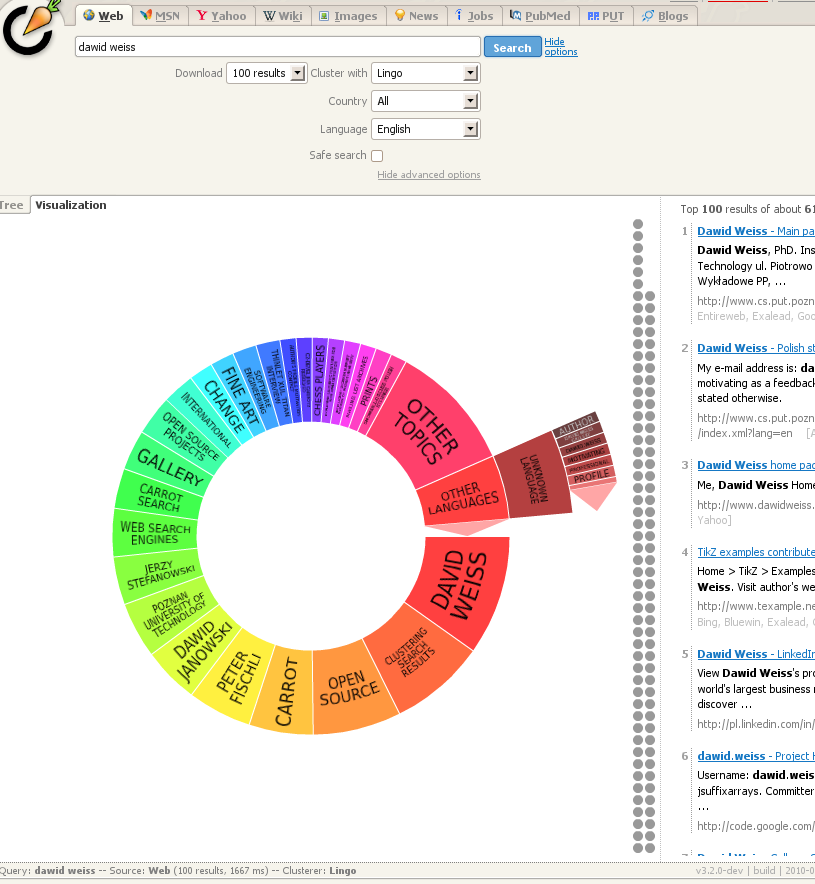 Web MSN Yahoo Wiki Images News Jobs PubMed PUT Blogs
dawid weiss
Search
Hide
options
Download 100 results Cluster with Lingo
Country All
Language English
Safe search
Hide advanced options
Tree Visualization
CHESS PLAYERS
PRINTS
OTHER
TOPICS
THINLET XUL TITAN
INTERVIEW
SOFTWARE
ENGINEERING
FINE ART
CHANGE
INTERNATIONAL
OPEN SOURCE
PROJECTS
GALLERY
CARROT
SEARCH
WEB SEARCH
ENGINES
JERZY
STEFANOWSKI
POZNAN
UNIVERSITY OF
TECHNOLOGY
DAWID
JANOWSKI
PETER
FISCHLI
CARROT
OPEN
SOURCE
CLUSTERING
SEARCH
RESULTS
DAVID
WEISS
OTHER
LANGUAGES
UNKNOWN
LANGUAGE
AUTHOR
MOTIVATING
PROFESSIONAL
PROFILE
Top 100 results of about 61
1 Dawid Weiss - Main pa
Dawid Weiss, PhD. Ins
Technology ul. Piotrowo
Wykładowe PP, ...
http://www.cs.put.pozn
Entireweb, Exalead, Goo
2 Dawid Weiss - Polish st
My e-mail address is: da
motivating as a feedback
stated otherwise.
http://www.cs.put.pozn
/index.xml?lang=en [A
3 Dawid Weiss home pag
Me, Dawid Weiss Home
http://www.dawidweiss.
Yahoo]
4 TikZ examples contribute
Home > TikZ > Examples
Weiss. Visit author's we
http://www.texample.ne
Bing, Bluewin, Exalead, G
5 Dawid Weiss - LinkedIn
View Dawid Weiss's pro
world's largest business n
discover ...
http://pl.linkedin.com/in/
6 dawid.weiss - Project H
Username: dawid.weis
jsuffixarrays. Committer
...
http://code.google.com/
Query: dawid weiss -- Source: Web (100 results, 1667 ms) -- Clusterer: Lingo
v3.2.0-dev | build | 2010-0